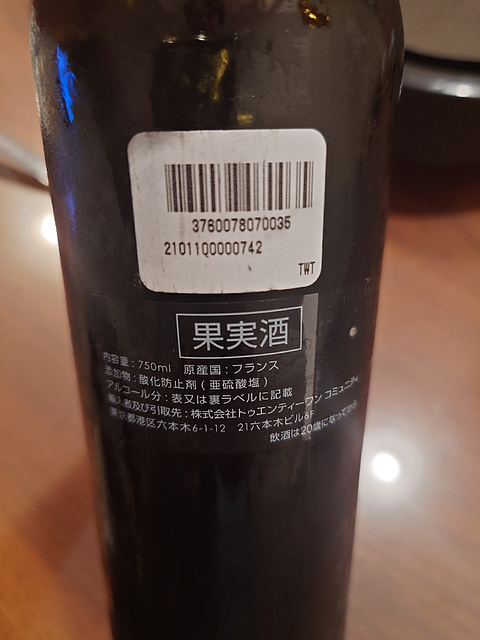 3760078070035
2101100000742
TWT
果実酒
内容量：750ml　原産国：フランス
添加物：酸化防止剤（亜硫酸塩）
アルコール分：表又は裏ラベルに記載
輸入者及び引取先：株式会社トゥエンティーワン コミュニティ
東京都港区六本木6-1-12　21六本木ビル6F
飲酒は20歳になってから